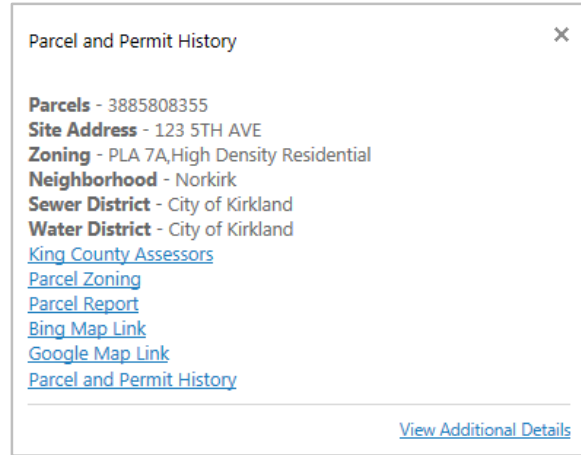 Parcel and Permit History
Parcels - 3885808355
Site Address - 123 5TH AVE
Zoning - PLA 7A,High Density Residential
Neighborhood - Norkirk
Sewer District - City of Kirkland
Water District - City of Kirkland
King County Assessors
Parcel Zoning
Parcel Report
Bing Map Link
Google Map Link
Parcel and Permit History
View Additional Details